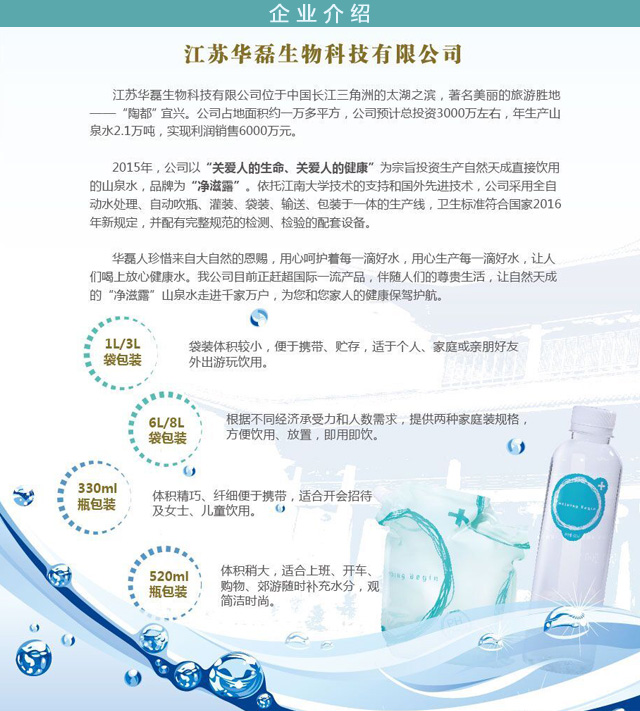 企业介绍
江苏华磊生物科技有限公司
江苏华磊生物科技有限公司位于中国长江三角洲的太湖之滨，著名美丽的旅游胜地
——“陶都”宜兴。公司占地面积约一万多平方，公司预计总投资3000万左右，年生产山
泉水2.1万吨，实现利润销售6000万元。
2015年，公司以“关爱人的生命、关爱人的健康”为宗旨投资生产自然天成直接饮用
的山泉水，品牌为“净滋露”。依托江南大学技术的支持和国外先进技术，公司采用全自
动水处理、自动吹瓶、灌装、袋装、输送、包装于一体的生产线，卫生标准符合国家2016
年新规定，并配有完整规范的检测、检验的配套设备。
华磊人珍惜来自大自然的恩赐，用心呵护着每一滴好水，用心生产每一滴好水，让人
们喝上放心健康水。我公司目前正赶超国际一流产品，伴随人们的尊贵生活，让自然天成
的“净滋露”山泉水走进千家万户，为您和您家人的健康保驾护航。
1L/3L
袋包装
袋装体积较小，便于携带、贮存，适于个人、家庭或亲朋好友
外出游玩饮用。
6L/8L
袋包装
根据不同经济承受力和人数需求，提供两种家庭装规格，
方便饮用、放置，即用即饮。
330ml
瓶包装
体积精巧、纤细便于携带，适合开会招待
及女士、儿童饮用。
520ml
瓶包装
体积稍大，适合上班、开车、
购物、郊游随时补充水分，观
简洁时尚。